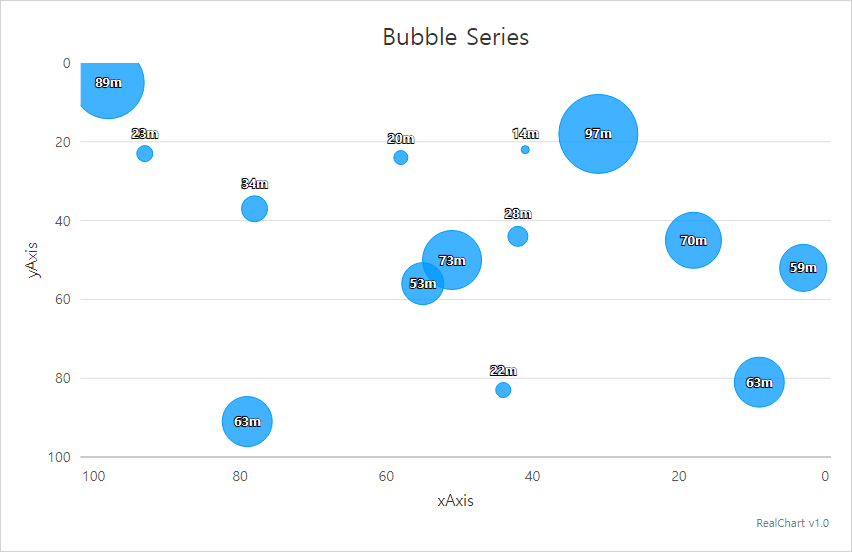 Bubble Series
0
89m
23m
14m
97m
20m
20
34m
28m
40
70m
yAxis
73m
59m
53m
60
22m
80
63m
63m
100
100 80 60 40 20 0
xAxis
RealChart v1.0